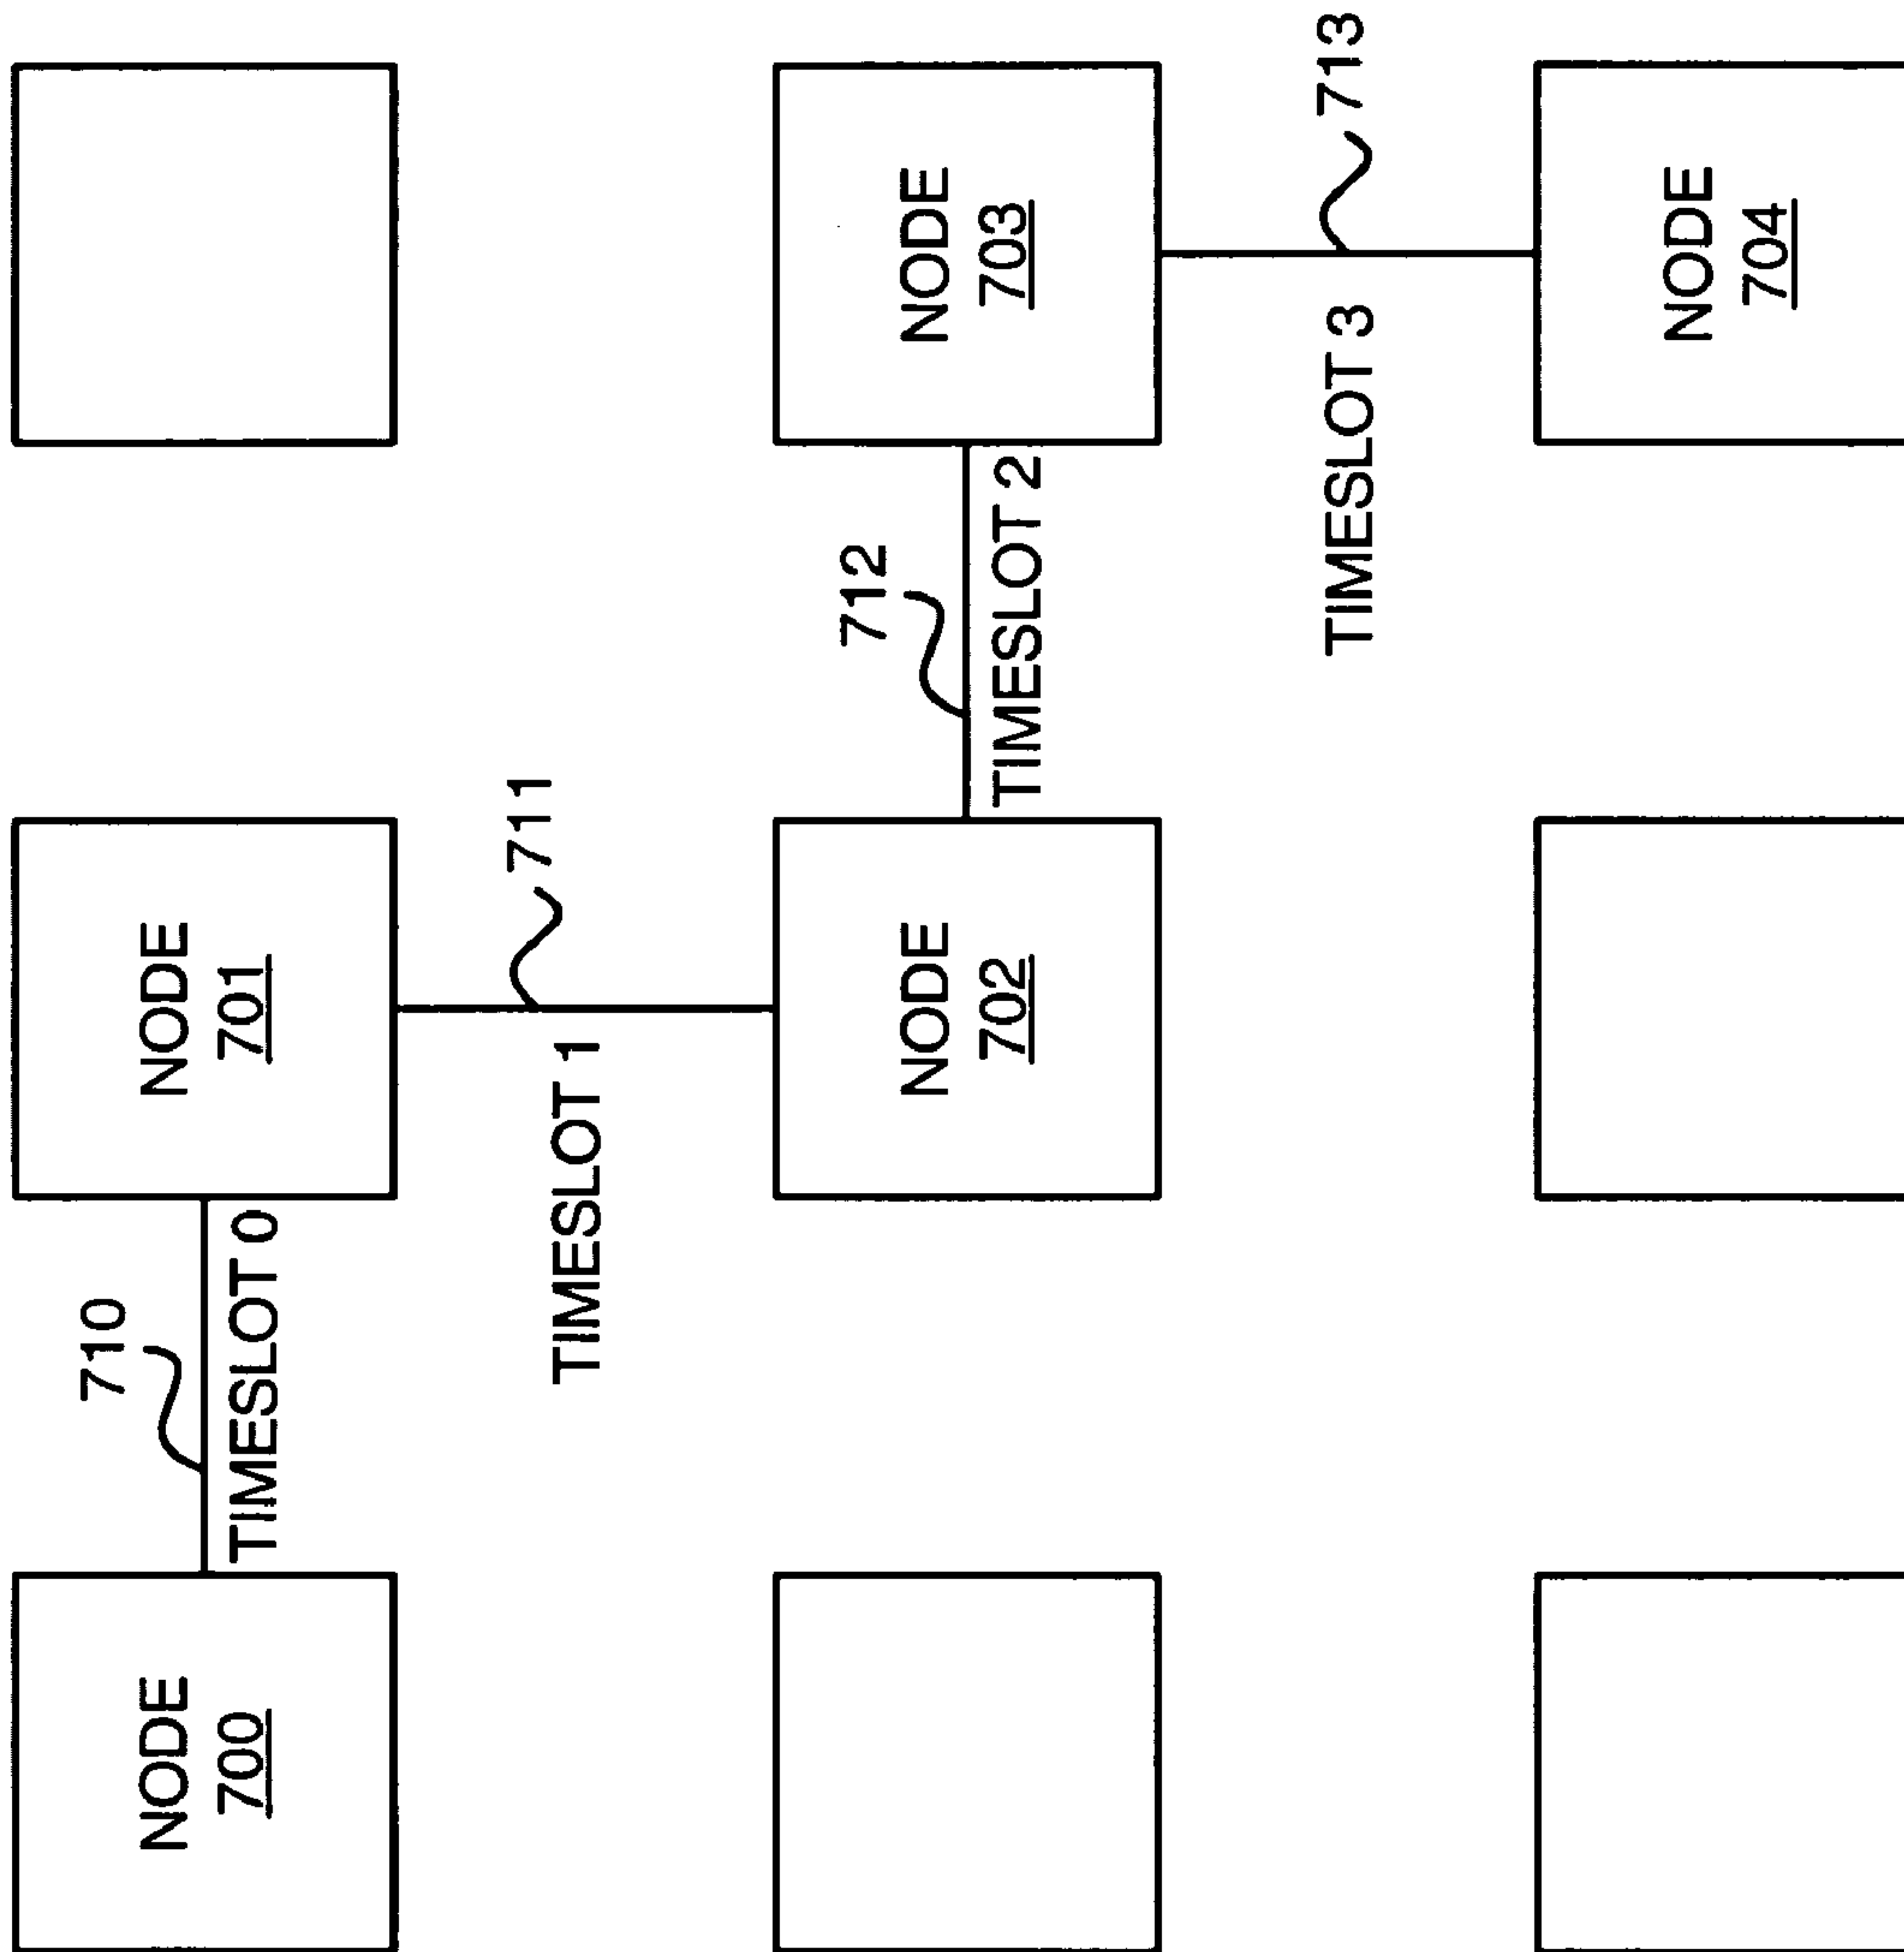 NODE
700
710
TIMESLOT 0
NODE
701
TIMESLOT 1
711
NODE
702
712
TIMESLOT 2
NODE
703
TIMESLOT 3
713
NODE
704